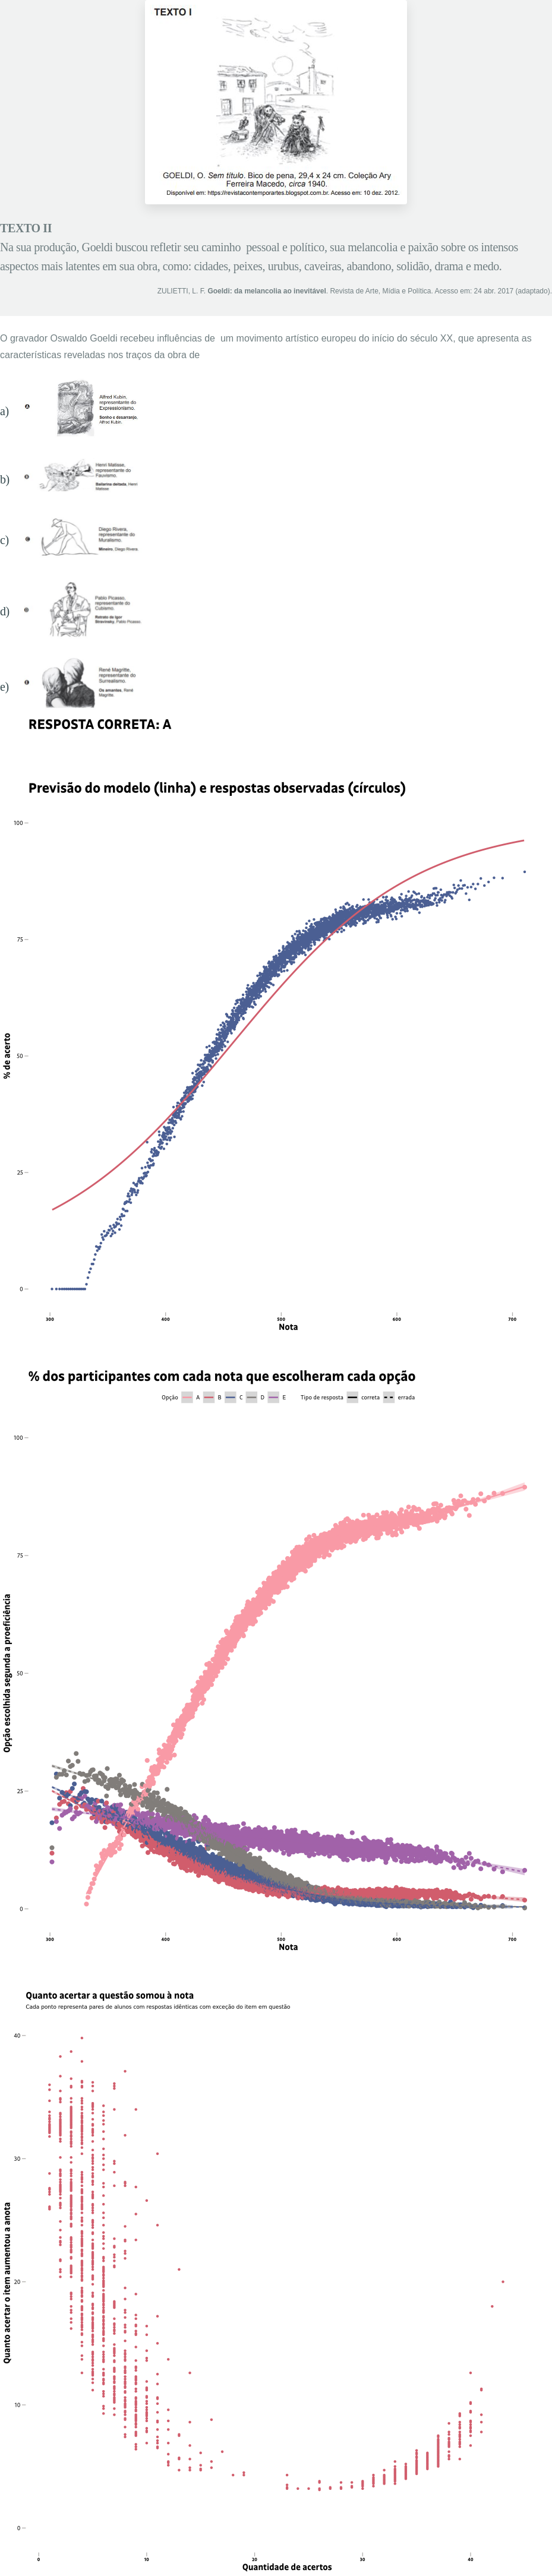 TEXTO I
GOELDI, O. Sem título. Bico de pena, 29,4 x 24 cm. Coleção Ary
Ferreira Macedo, circa 1940.
Disponível em: https://revistacontemporartes.blogspot.com.br. Acesso em: 10 dez. 2012.
TEXTO II
Na sua produção, Goeldi buscou refletir seu caminho pessoal e político, sua melancolia e paixão sobre os intensos
aspectos mais latentes em sua obra, como: cidades, peixes, urubus, caveiras, abandono, solidão, drama e medo.
ZULIETTI, L. F. Goeldi: da melancolia ao inevitável. Revista de Arte, Mídia e Política. Acesso em: 24 abr. 2017 (adaptado).
O gravador Oswaldo Goeldi recebeu influências de um movimento artístico europeu do início do século XX, que apresenta as
características reveladas nos traços da obra de
a)
A
Alfred Kubin,
representante do
Expressionismo.
Sonho e desarranjo,
Alfred Kubin.
b)
Henri Matisse,
representante do
Fauvismo.
Bailarina deitada, Henri
Matisse
c)
Diego Rivera,
representante do
Muralismo.
Mineiro, Diego Rivera.
d)
Pablo Picasso,
representante do
Cubismo.
Retrato de Igor
Stravinsky, Pablo Picasso.
e)
E
René Magritte,
representante do
Surrealismo.
Os amantes, René
Magritte.
RESPOSTA CORRETA: A
Previsão do modelo (linha) e respostas observadas (círculos)
% de acerto
100
75
50
25
0
300 400 500 600 700
Nota
% dos participantes com cada nota que escolheram cada opção
Opção A B C D E Tipo de resposta correta errada
Opção escolhida segunda a proeficiência
100
75
50
25
0
300 400 500 600 700
Nota
Quanto acertar a questão somou à nota
Cada ponto representa pares de alunos com respostas idênticas com exceção do item em questão
Quanto acertar o item aumentou a anota
40
30
20
10
0
0 10 20 30 40
Quantidade de acertos